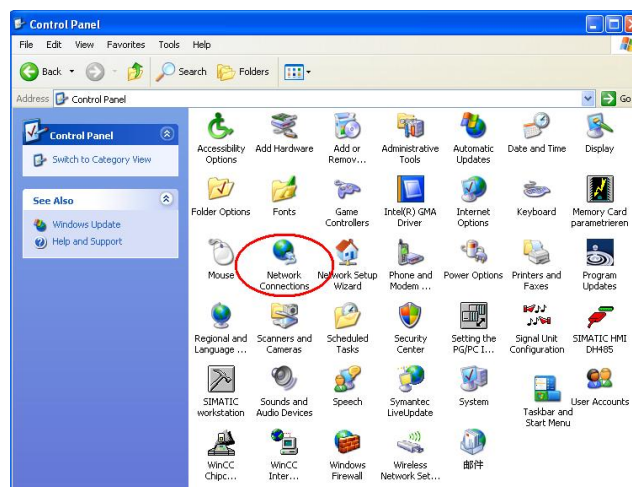 Control Panel
File Edit View Favorites Tools Help
Back Search Folders
Address Control Panel Go
Control Panel
Switch to Category View
See Also
Windows Update
Help and Support
Accessibility Options
Add Hardware
Add or Remov...
Administrative Tools
Automatic Updates
Date and Time
Display
Folder Options
Fonts
Game Controllers
Intel(R) GMA Driver
Internet Options
Keyboard
Memory Card parametrieren
Mouse
Network Connections
Network Setup Wizard
Phone and Modem ...
Power Options
Printers and Faxes
Program Updates
Regional and Language ...
Scanners and Cameras
Scheduled Tasks
Security Center
Setting the PG/PC I...
Signal Unit Configuration
SIMATIC HMI DH485
SIMATIC workstation
Sounds and Audio Devices
Speech
Symantec LiveUpdate
System
Taskbar and Start Menu
User Accounts
WinCC Chipc...
WinCC Inter...
Windows Firewall
Wireless Network Set...
邮件